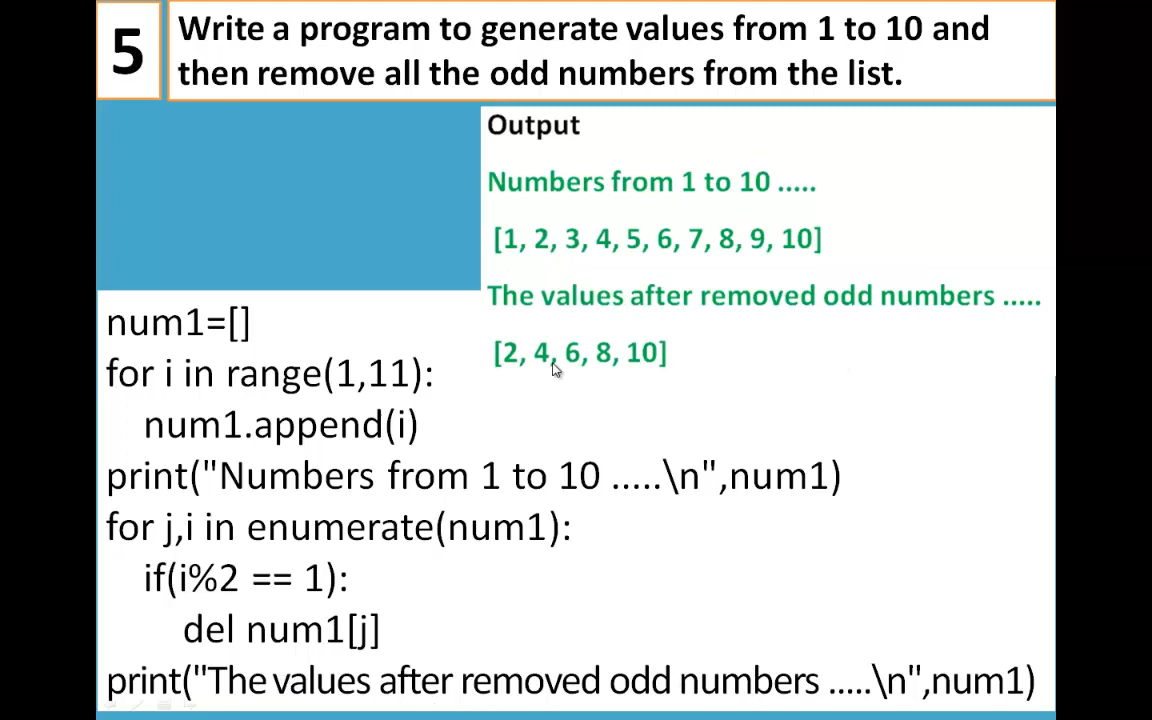 5
Write a program to generate values from 1 to 10 and
then remove all the odd numbers from the list.
Output
Numbers from 1 to 10 .....
[1, 2, 3, 4, 5, 6, 7, 8, 9, 10]
The values after removed odd numbers .....
[2, 4, 6, 8, 10]
num1=[]
for i in range(1,11):
num1.append(i)
print("Numbers from 1 to 10 .....\n",num1)
for j,i in enumerate(num1):
if(i%2 == 1):
del num1[j]
print("The values after removed odd numbers .....\n",num1)